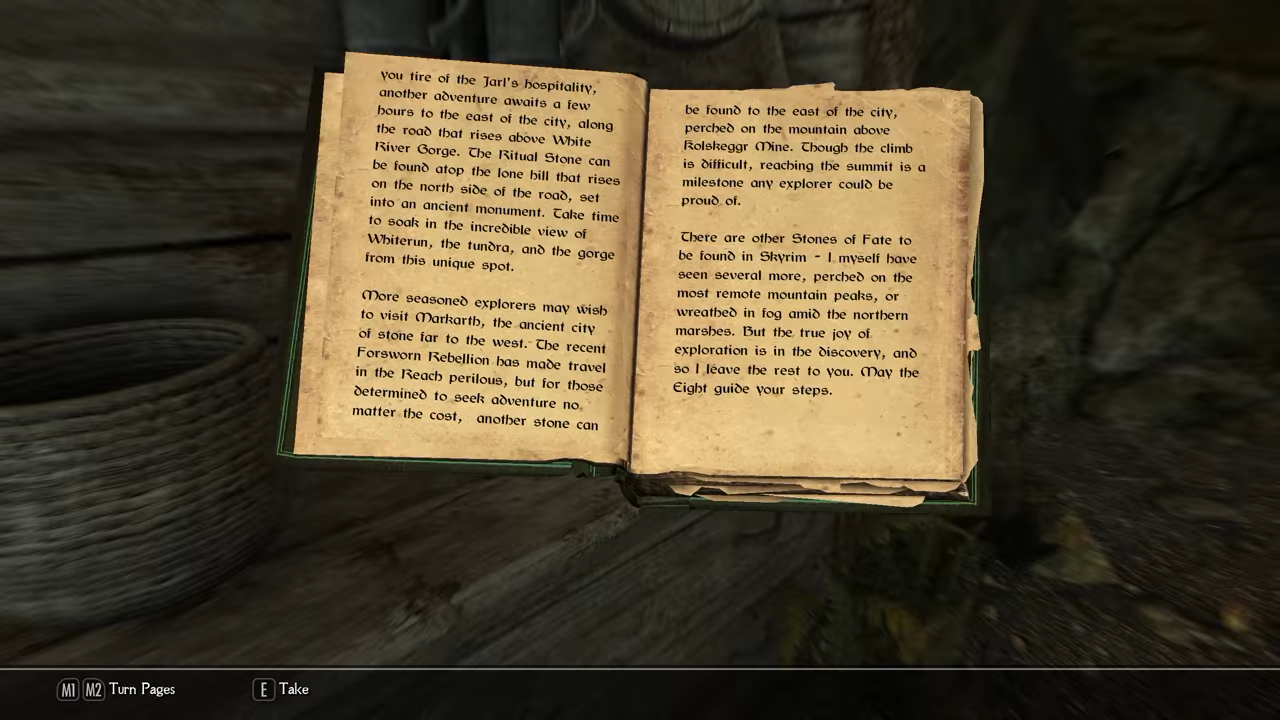 you tire of the Jarl's hospitality,
another adventure awaits a few
hours to the east of the city, along
the road that rises above White
River Gorge. The Ritual Stone can
be found atop the lone hill that rises
on the north side of the road, set
into an ancient monument. Take time
to soak in the incredible view of
Whiterun, the tundra, and the gorge
from this unique spot.
More seasoned explorers may wish
to visit Markarth, the ancient city
of stone far to the west. The recent
Forsworn Rebellion has made travel
in the Reach perilous, but for those
determined to seek adventure no
matter the cost, another stone can
be found to the east of the city,
perched on the mountain above
Kolskeggr Mine. Though the climb
is difficult, reaching the summit is a
milestone any explorer could be
proud of.
There are other Stones of Fate to
be found in Skyrim - I myself have
seen several more, perched on the
most remote mountain peaks, or
wreathed in fog amid the northern
marshes. But the true joy of
exploration is in the discovery, and
so I leave the rest to you. May the
Eight guide your steps.
M1 M2 Turn Pages
E Take